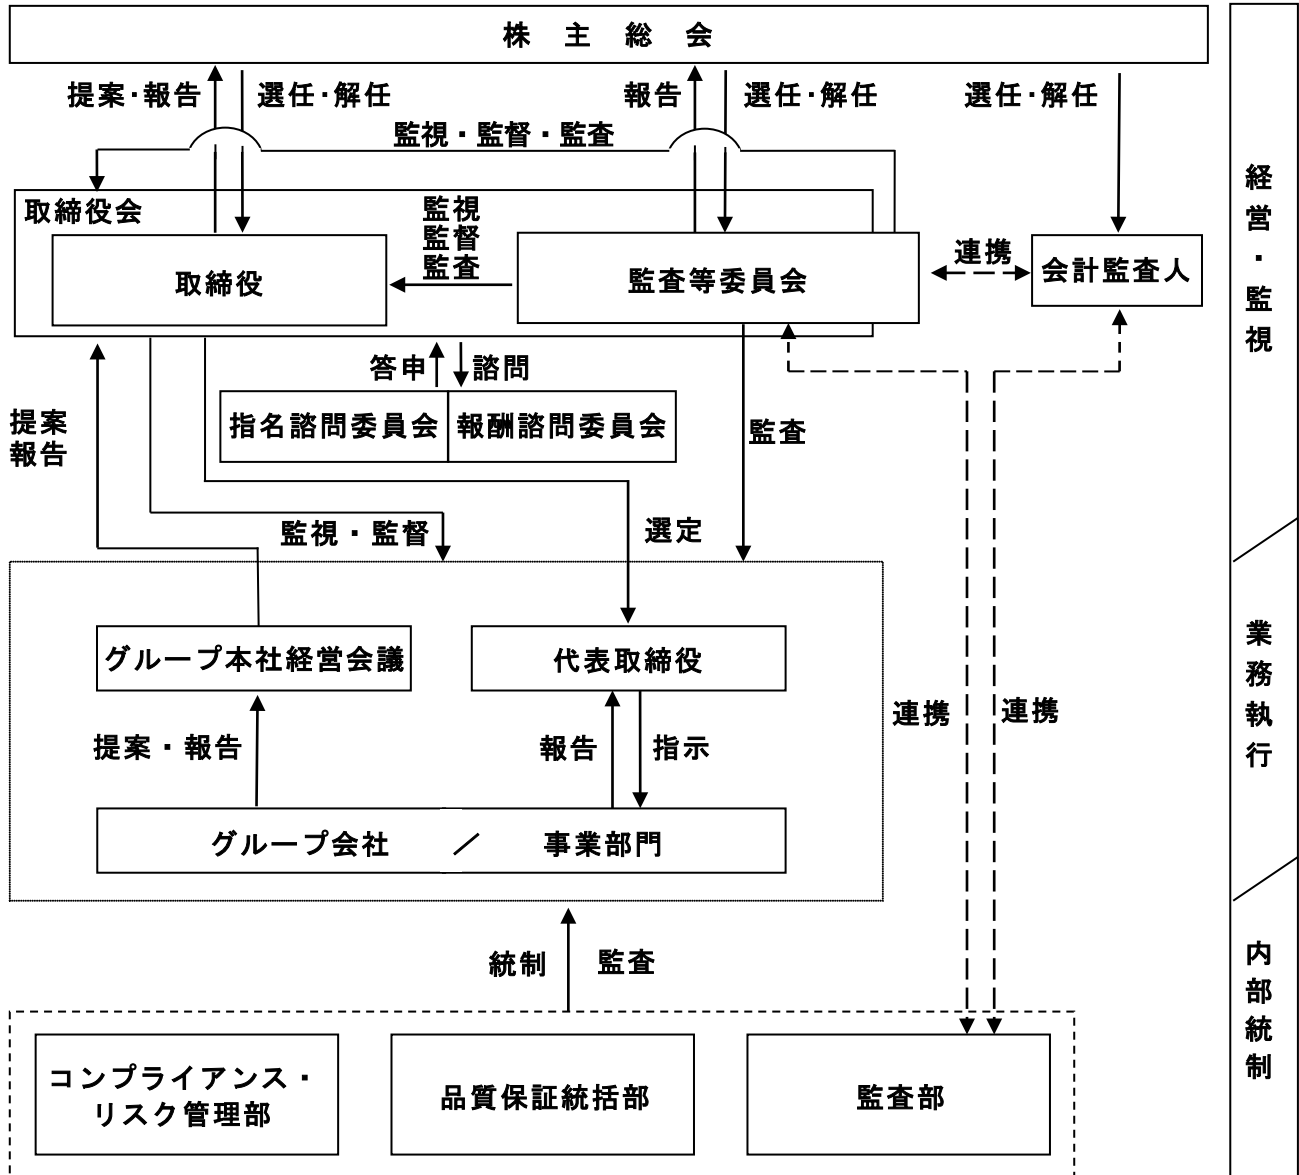 株主総会
提案・報告
選任・解任
報告
選任・解任
選任・解任
監視・監督・監査
取締役会
監視
監督
監査
取締役
監査等委員会
連携
会計監査人
答申
諮問
指名諮問委員会
報酬諮問委員会
提案
報告
監査
監視・監督
選定
グループ本社経営会議
代表取締役
提案・報告
報告
指示
連携
連携
グループ会社 ／ 事業部門
統制
監査
コンプライアンス・
リスク管理部
品質保証統括部
監査部
経営・監視
業務執行
内部統制